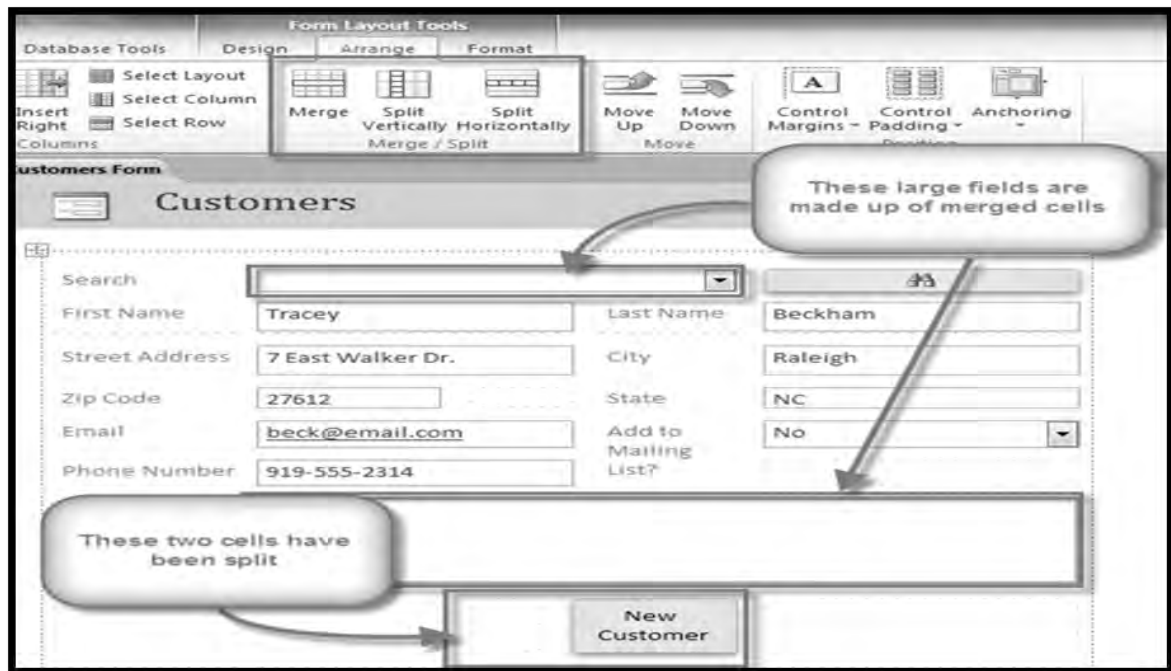 Form Layout Tools
Database Tools Design Arrange Format
Insert Right
Select Layout
Select Column
Select Row
Columns
Merge
Split Vertically
Split Horizontally
Merge / Split
Move Up
Move Down
Move
Control Margins
Control Padding
Anchoring
Position
ustomers Form
Customers
These large fields are
made up of merged cells
Search
First Name Tracey Last Name Beckham
Street Address 7 East Walker Dr. City Raleigh
Zip Code 27612 State NC
Email beck@email.com Add to Mailing List? No
Phone Number 919-555-2314
These two cells have
been split
New
Customer